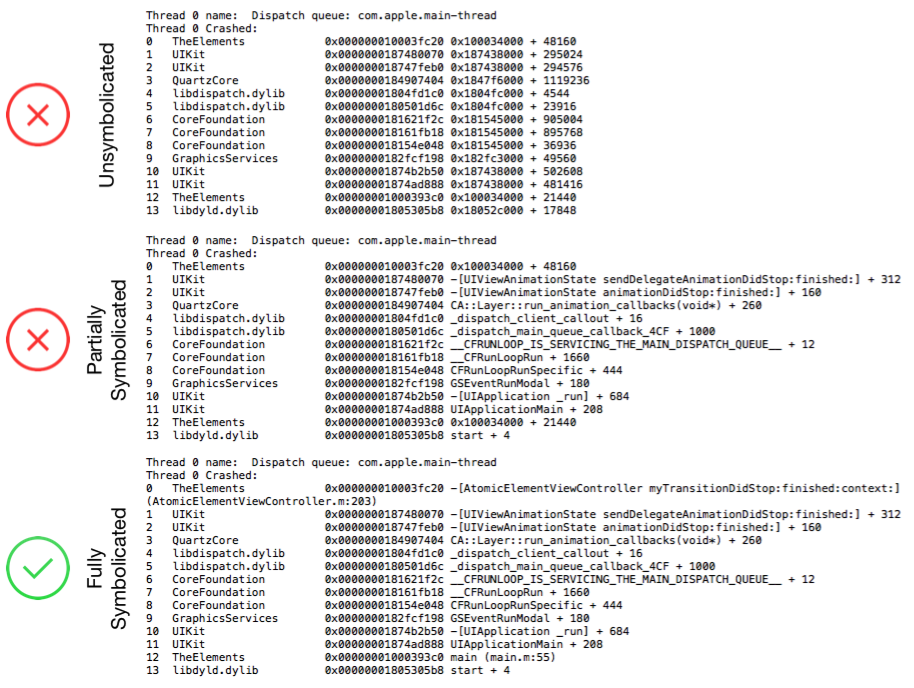 Unsymbolicated
Thread 0 name:  Dispatch queue: com.apple.main-thread
Thread 0 Crashed:
0   TheElements                   0x000000010003fc20 0x100034000 + 48160
1   UIKit                         0x0000000187480070 0x187438000 + 295024
2   UIKit                         0x000000018747feb0 0x187438000 + 294576
3   QuartzCore                    0x0000000184907404 0x1847f6000 + 1119236
4   libdispatch.dylib             0x00000001804fd1c0 0x1804fc000 + 4544
5   libdispatch.dylib             0x0000000180501d6c 0x1804fc000 + 23916
6   CoreFoundation                0x0000000181621f2c 0x181545000 + 905004
7   CoreFoundation                0x000000018161fb18 0x181545000 + 895768
8   CoreFoundation                0x000000018154e048 0x181545000 + 36936
9   GraphicsServices              0x0000000182fcf198 0x182fc3000 + 49560
10  UIKit                         0x00000001874b2b50 0x187438000 + 502608
11  UIKit                         0x00000001874ad888 0x187438000 + 481416
12  TheElements                   0x00000001000393c0 0x100034000 + 21440
13  libdyld.dylib                 0x00000001805305b8 0x18052c000 + 17848
Partially
Symbolicated
Thread 0 name:  Dispatch queue: com.apple.main-thread
Thread 0 Crashed:
0   TheElements                   0x000000010003fc20 0x100034000 + 48160
1   UIKit                         0x0000000187480070 -[UIViewAnimationState sendDelegateAnimationDidStop:finished:] + 312
2   UIKit                         0x000000018747feb0 -[UIViewAnimationState animationDidStop:finished:] + 160
3   QuartzCore                    0x0000000184907404 CA::Layer::run_animation_callbacks(void*) + 260
4   libdispatch.dylib             0x00000001804fd1c0 _dispatch_client_callout + 16
5   libdispatch.dylib             0x0000000180501d6c _dispatch_main_queue_callback_4CF + 1000
6   CoreFoundation                0x0000000181621f2c __CFRUNLOOP_IS_SERVICING_THE_MAIN_DISPATCH_QUEUE__ + 12
7   CoreFoundation                0x000000018161fb18 __CFRunLoopRun + 1660
8   CoreFoundation                0x000000018154e048 CFRunLoopRunSpecific + 444
9   GraphicsServices              0x0000000182fcf198 GSEventRunModal + 180
10  UIKit                         0x00000001874b2b50 -[UIApplication _run] + 684
11  UIKit                         0x00000001874ad888 UIApplicationMain + 208
12  TheElements                   0x00000001000393c0 0x100034000 + 21440
13  libdyld.dylib                 0x00000001805305b8 start + 4
Fully
Symbolicated
Thread 0 name:  Dispatch queue: com.apple.main-thread
Thread 0 Crashed:
0   TheElements                   0x000000010003fc20 -[AtomicElementViewController myTransitionDidStop:finished:context:]
(AtomicElementViewController.m:203)
1   UIKit                         0x0000000187480070 -[UIViewAnimationState sendDelegateAnimationDidStop:finished:] + 312
2   UIKit                         0x000000018747feb0 -[UIViewAnimationState animationDidStop:finished:] + 160
3   QuartzCore                    0x0000000184907404 CA::Layer::run_animation_callbacks(void*) + 260
4   libdispatch.dylib             0x00000001804fd1c0 _dispatch_client_callout + 16
5   libdispatch.dylib             0x0000000180501d6c _dispatch_main_queue_callback_4CF + 1000
6   CoreFoundation                0x0000000181621f2c __CFRUNLOOP_IS_SERVICING_THE_MAIN_DISPATCH_QUEUE__ + 12
7   CoreFoundation                0x000000018161fb18 __CFRunLoopRun + 1660
8   CoreFoundation                0x000000018154e048 CFRunLoopRunSpecific + 444
9   GraphicsServices              0x0000000182fcf198 GSEventRunModal + 180
10  UIKit                         0x00000001874b2b50 -[UIApplication _run] + 684
11  UIKit                         0x00000001874ad888 UIApplicationMain + 208
12  TheElements                   0x00000001000393c0 main (main.m:55)
13  libdyld.dylib                 0x00000001805305b8 start + 4